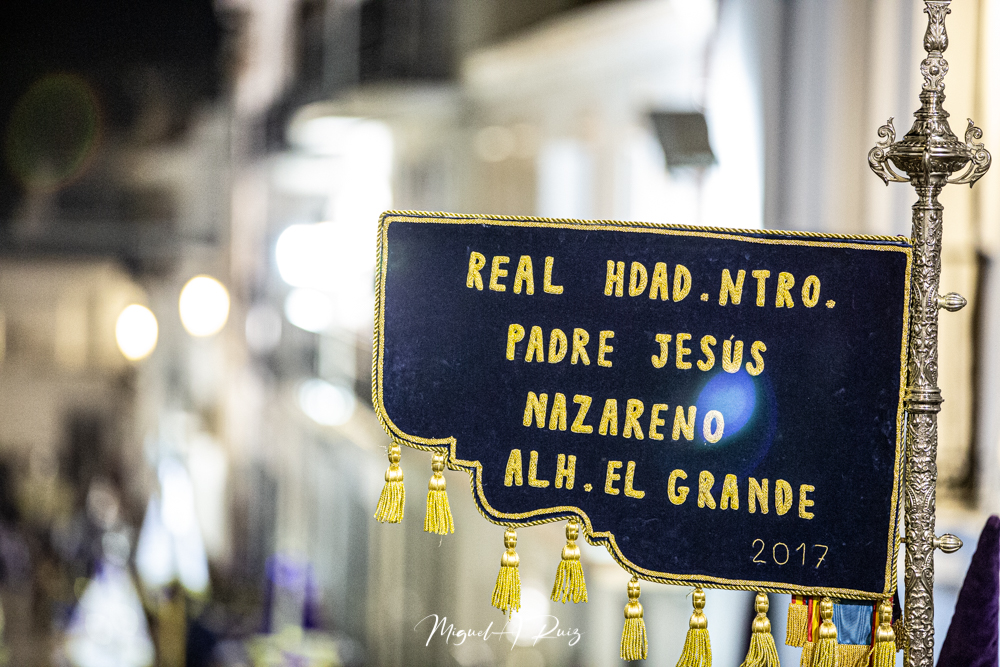 REAL HDAD. NTRO.
PADRE JESÚS
NAZARENO
ALH. EL GRANDE
2017
Miguel A Ruiz